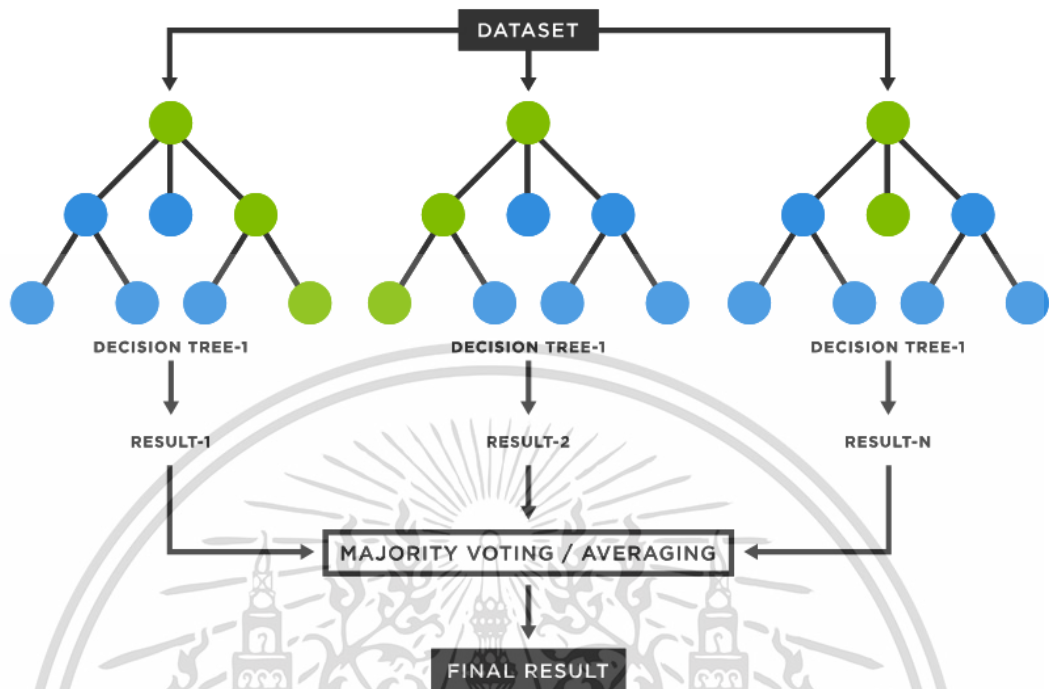 DATASET
DECISION TREE-1
DECISION TREE-1
DECISION TREE-1
RESULT-1
RESULT-2
RESULT-N
MAJORITY VOTING / AVERAGING
FINAL RESULT